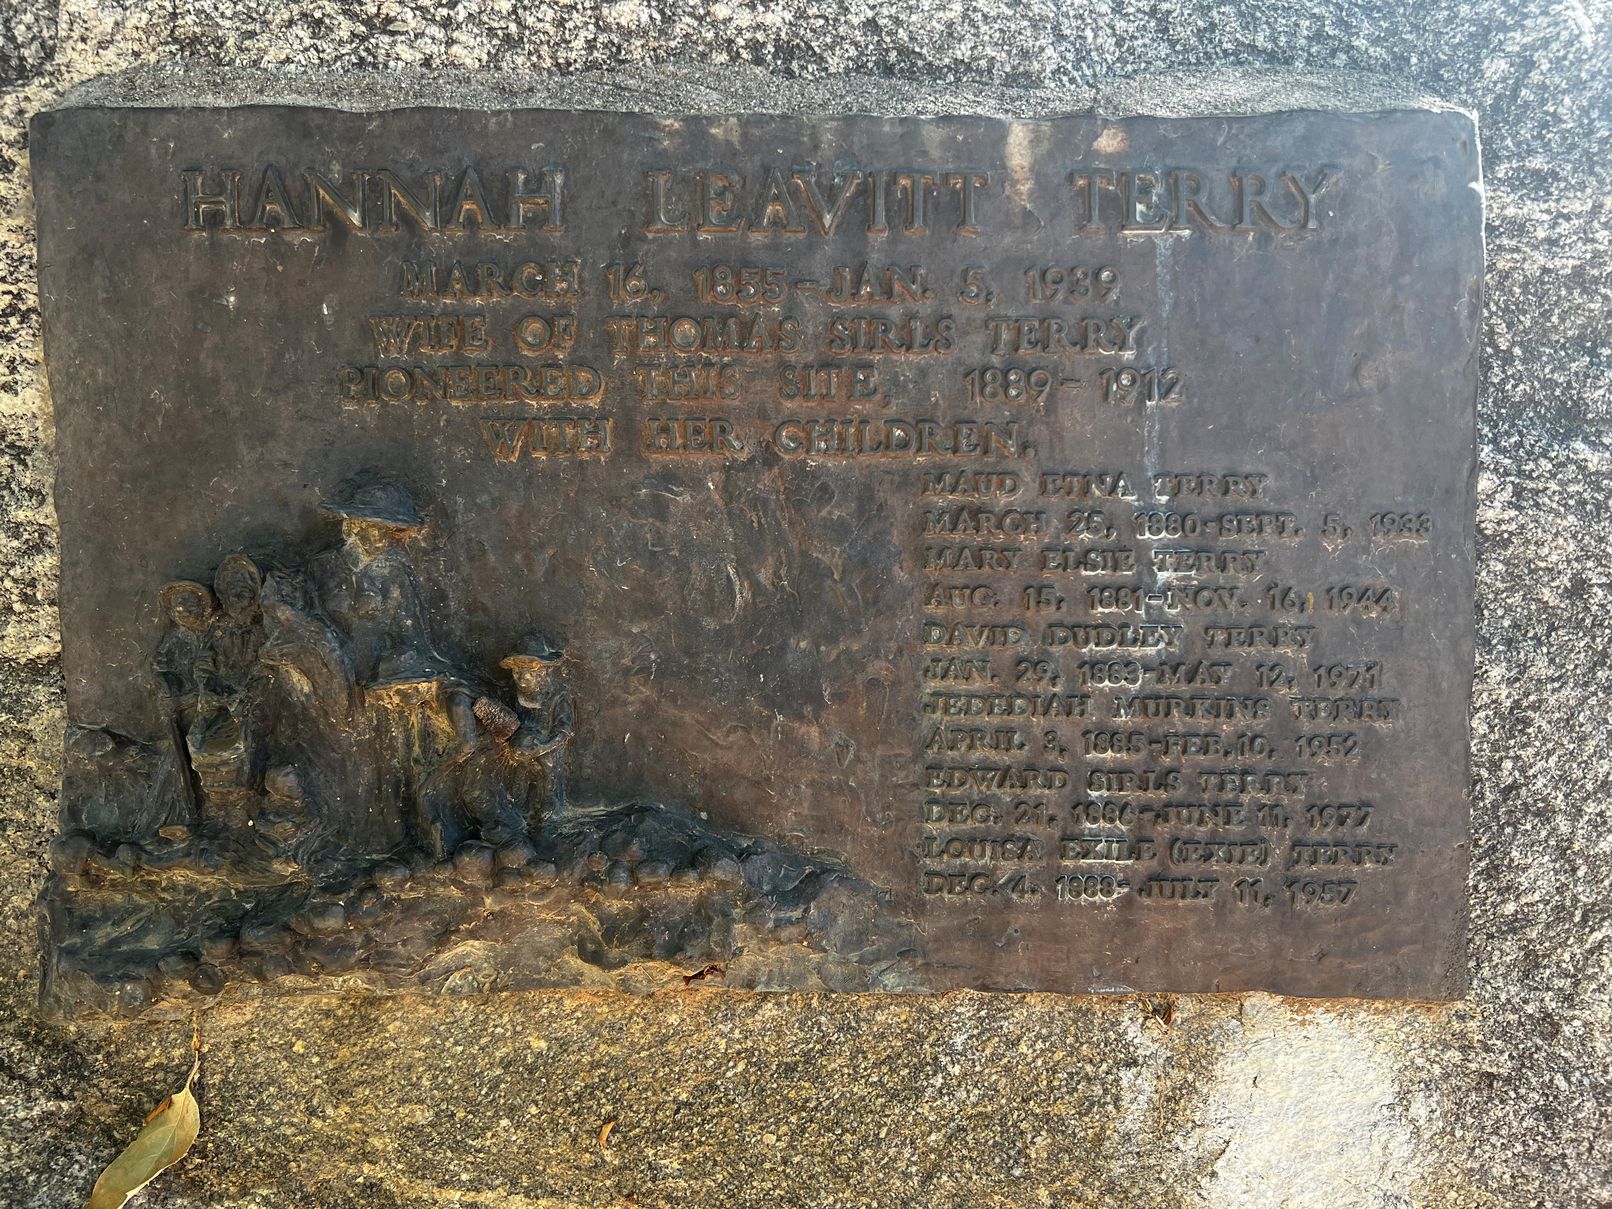 HANNAH LEAVITT TERRY
MARCH 16, 1855-JAN. 5, 1939
WIFE OF THOMAS SIRLS TERRY
PIONEERED THIS SITE, 1889-1912
WITH HER CHILDREN.
MAUD ETNA TERRY
MARCH 25, 1880-SEPT. 5, 1933
MARY ELSIE TERRY
AUG. 15, 1881-NOV. 16, 1944
DAVID DUDLEY TERRY
JAN. 29, 1883-MAY 12, 1971
JEDEDIAH MURKINS TERRY
APRIL 3, 1885-FEB. 10, 1952
EDWARD SIRLS TERRY
DEC. 21, 1886-JUNE 11, 1977
LOUISA EXILE (EXIE) TERRY
DEC. 4, 1888-JULY 11, 1957